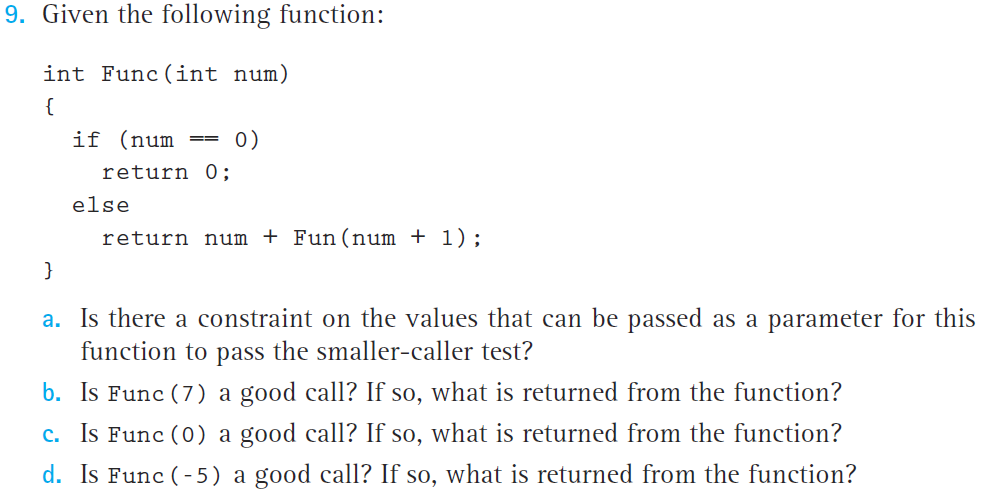 9. Given the following function:
int Func(int num)
{
if (num == 0)
return 0;
else
return num + Fun(num + 1);
}
a. Is there a constraint on the values that can be passed as a parameter for this
function to pass the smaller-caller test?
b. Is Func(7) a good call? If so, what is returned from the function?
c. Is Func(0) a good call? If so, what is returned from the function?
d. Is Func(-5) a good call? If so, what is returned from the function?